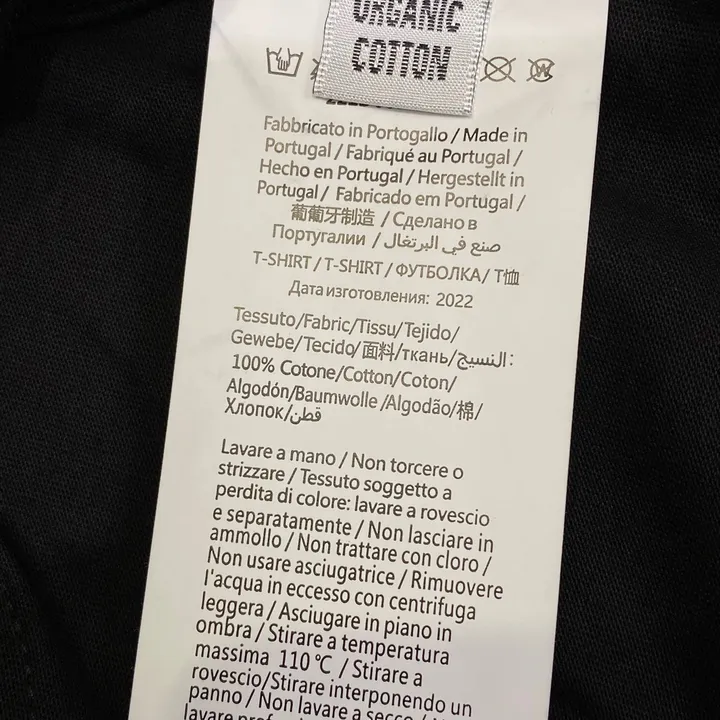 ORGANIC
COTTON
Fabbricato in Portogallo / Made in
Portugal / Fabriqué au Portugal /
Hecho en Portugal / Hergestellt in
Portugal / Fabricado em Portugal /
葡萄牙制造 / Сделано в
Португалии / صنع في البرتغال
T-SHIRT / T-SHIRT / ФУТБОЛКА/ T恤
Дата изготовления: 2022
Tessuto/Fabric/Tissu/Tejido/
Gewebe/Tecido/面料/ткань/النسيج:
100% Cotone/Cotton/Coton/
Algodón/Baumwolle /Algodão/棉/
Хлопок/قطن
Lavare a mano / Non torcere o
strizzare / Tessuto soggetto a
perdita di colore: lavare a rovescio
e separatamente / Non lasciare in
ammollo / Non trattare con cloro /
Non usare asciugatrice / Rimuovere
l'acqua in eccesso con centrifuga
leggera / Asciugare in piano in
ombra / Stirare a temperatura
massima 110 °C / Stirare a
rovescio/Stirare interponendo un
panno / Non lavare a secco /
lavare